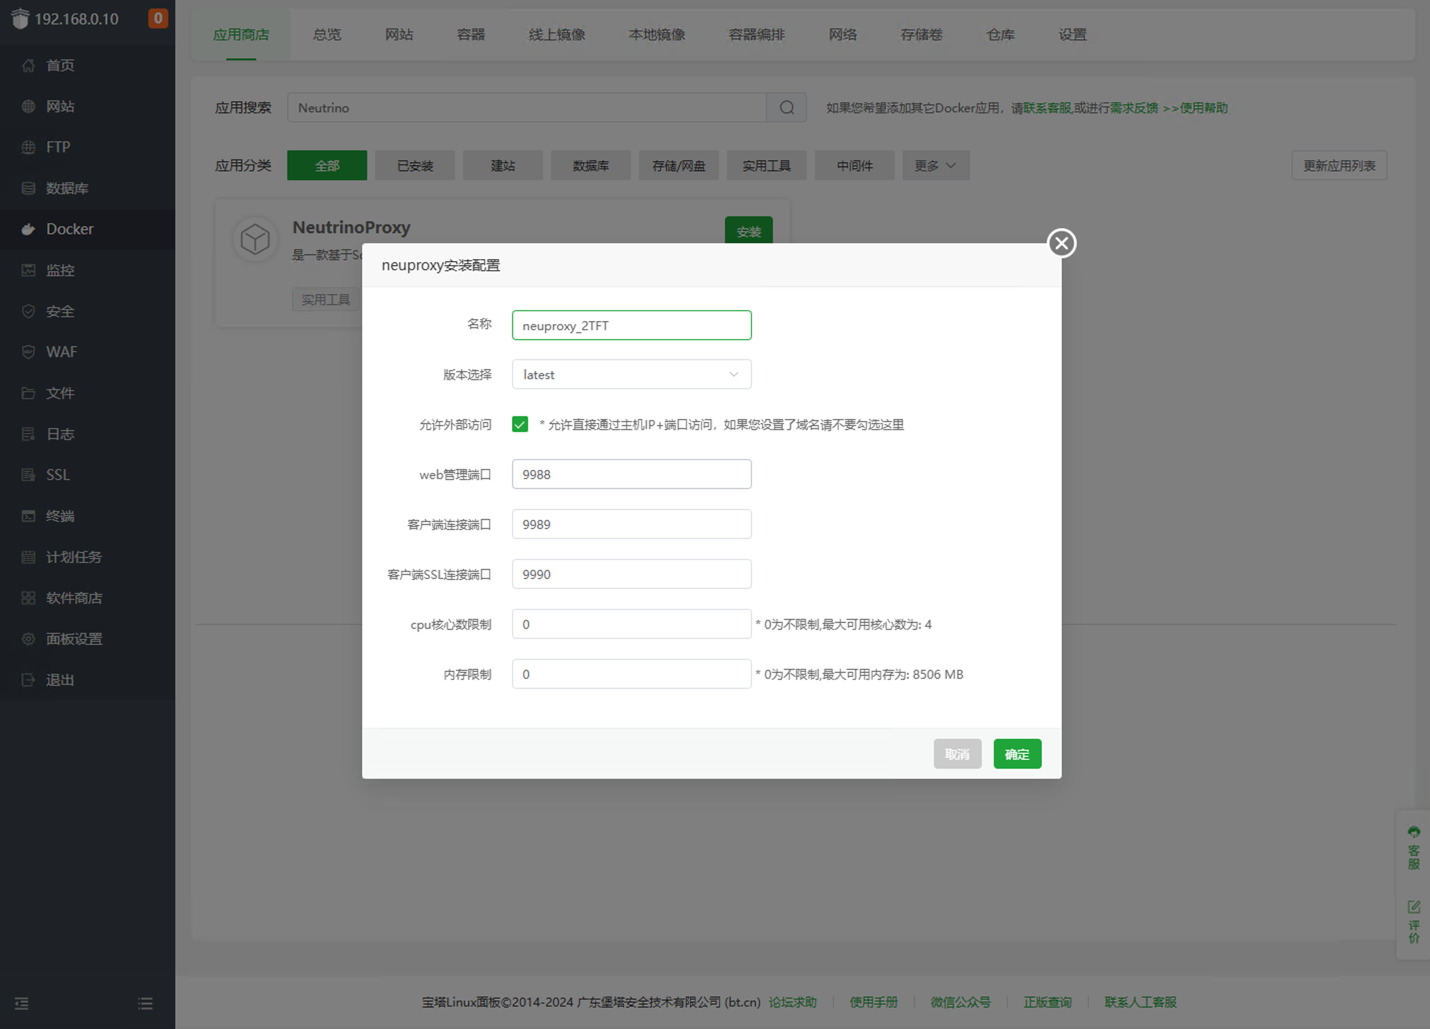 192.168.0.10
0
首页
网站
FTP
数据库
Docker
监控
安全
WAF
文件
日志
SSL
终端
计划任务
软件商店
面板设置
退出
应用商店 总览 网站 容器 线上镜像 本地镜像 容器编排 网络 存储卷 仓库 设置
应用搜索 Neutrino 如果您希望添加其它Docker应用，请联系客服,或进行需求反馈 >>使用帮助
应用分类 全部 已安装 建站 数据库 存储/网盘 实用工具 中间件 更多 更新应用列表
NeutrinoProxy 安装
是一款基于
实用工具
neuproxy安装配置
名称 neuproxy_2TFT
版本选择 latest
允许外部访问 * 允许直接通过主机IP+端口访问，如果您设置了域名请不要勾选这里
web管理端口 9988
客户端连接端口 9989
客户端SSL连接端口 9990
cpu核心数限制 0 * 0为不限制,最大可用核心数为: 4
内存限制 0 * 0为不限制,最大可用内存为: 8506 MB
取消 确定
客服
评价
宝塔Linux面板©2014-2024 广东堡塔安全技术有限公司 (bt.cn) 论坛求助 使用手册 微信公众号 正版查询 联系人工客服